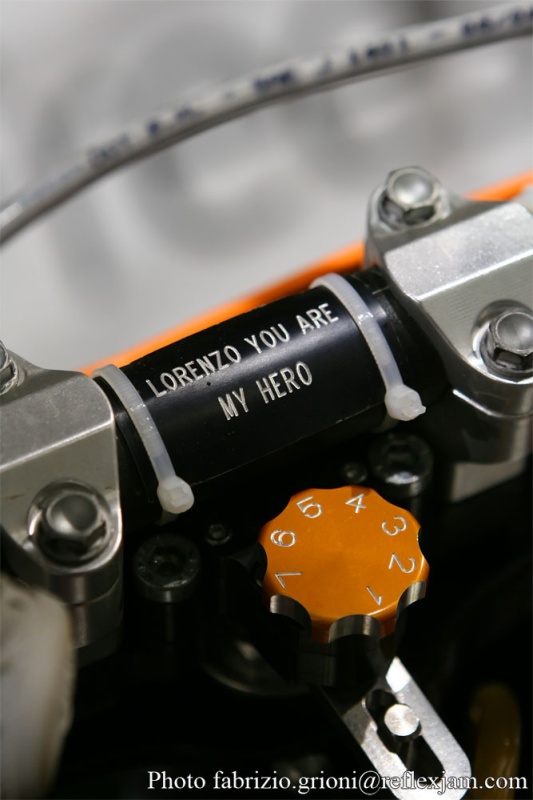 LORENZO YOU ARE
MY HERO
7 6 5 4 3 2 1
Photo fabrizio.grioni@reflexjam.com